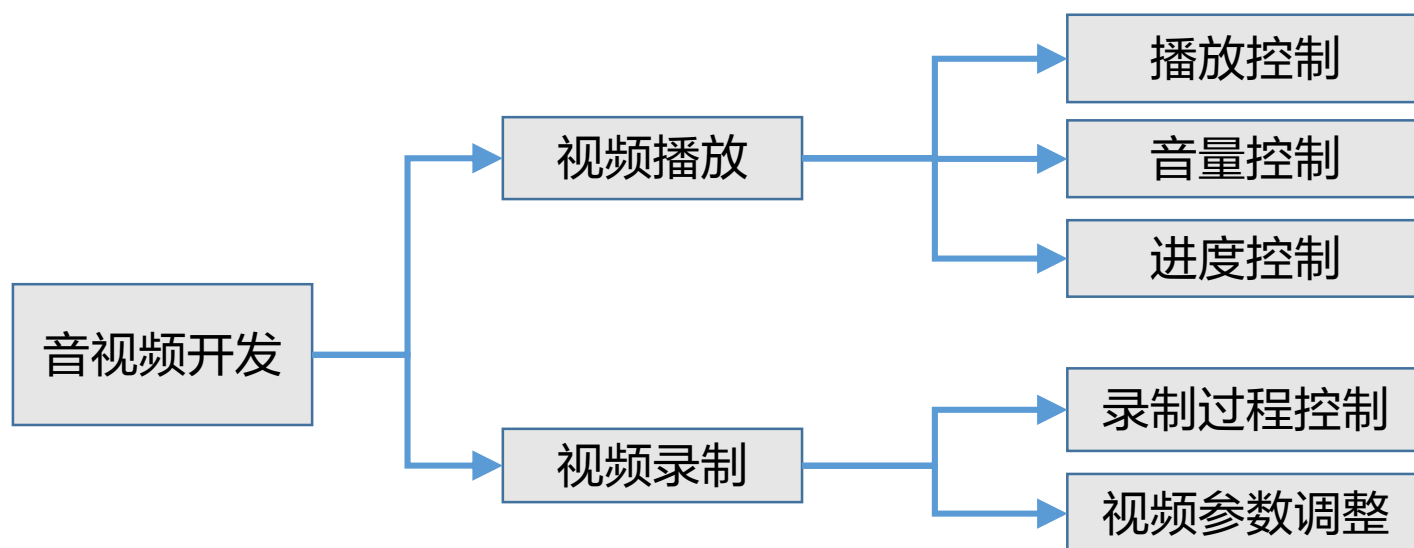 音视频开发
视频播放
播放控制
音量控制
进度控制
视频录制
录制过程控制
视频参数调整